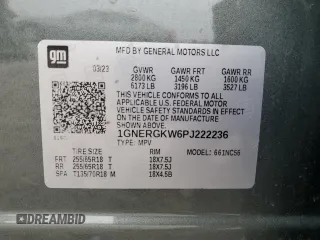 MFD BY GENERAL MOTORS LLC
gm
03/23 GVWR GAWR FRT GAWR RR
2800 KG 1450 KG 1600 KG
6173 LB 3196 LB 3527 LB
THIS VEHICLE CONFORMS TO ALL APPLICABLE
U.S. FEDERAL MOTOR
VEHICLE SAFETY STANDARDS IN EFFECT
ON THE DATE OF MANUFACTURE SHOWN ABOVE.
1GNERGKW6PJ222236
TYPE: MPV MODEL: 661NC56
TIRE SIZE RIM
FRT 255/65R18 T 18X7.5J
RR 255/65R18 T 18X7.5J
SPA T135/70R18 M 18X4.5B
DREAMBID